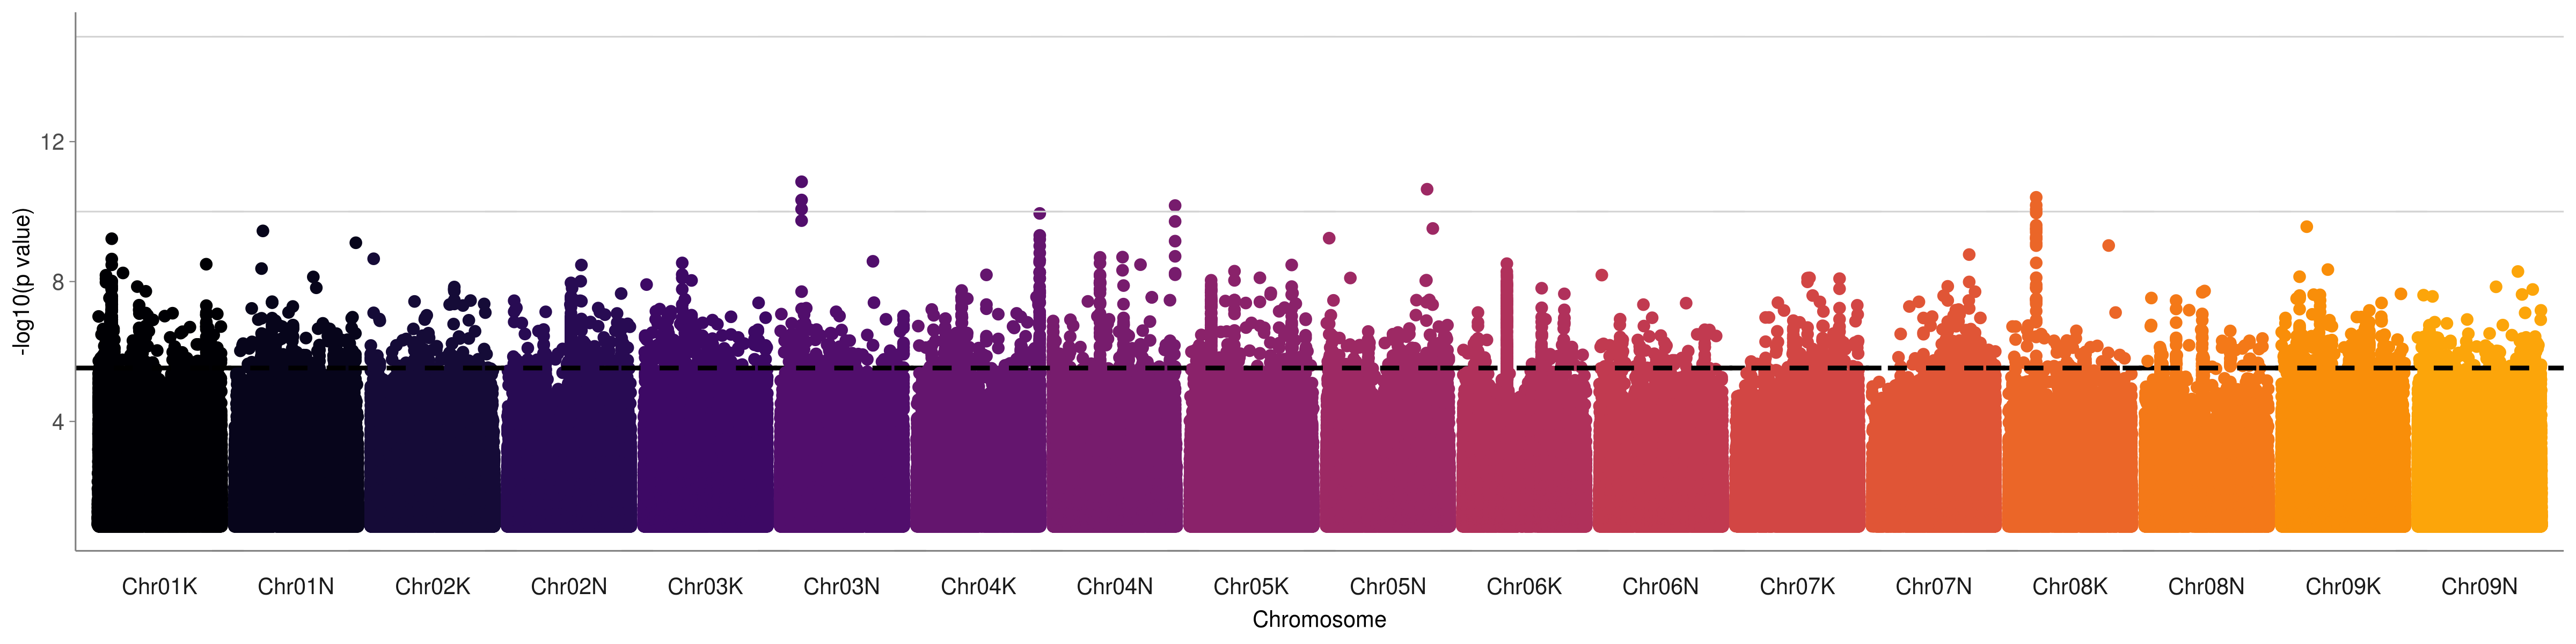 -log10(p value)
12
8
4
Chr01K Chr01N Chr02K Chr02N Chr03K Chr03N Chr04K Chr04N Chr05K Chr05N Chr06K Chr06N Chr07K Chr07N Chr08K Chr08N Chr09K Chr09N
Chromosome